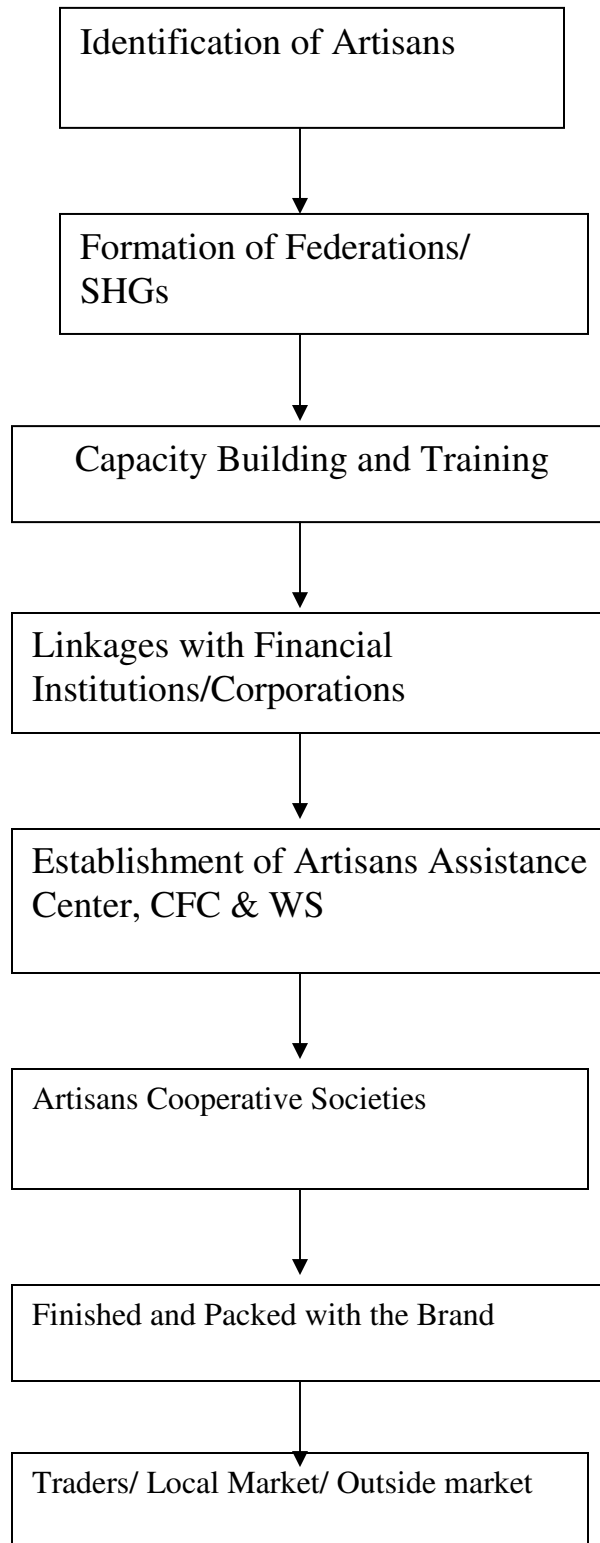 Identification of Artisans
Formation of Federations/
SHGs
Capacity Building and Training
Linkages with Financial
Institutions/Corporations
Establishment of Artisans Assistance
Center, CFC & WS
Artisans Cooperative Societies
Finished and Packed with the Brand
Traders/ Local Market/ Outside market